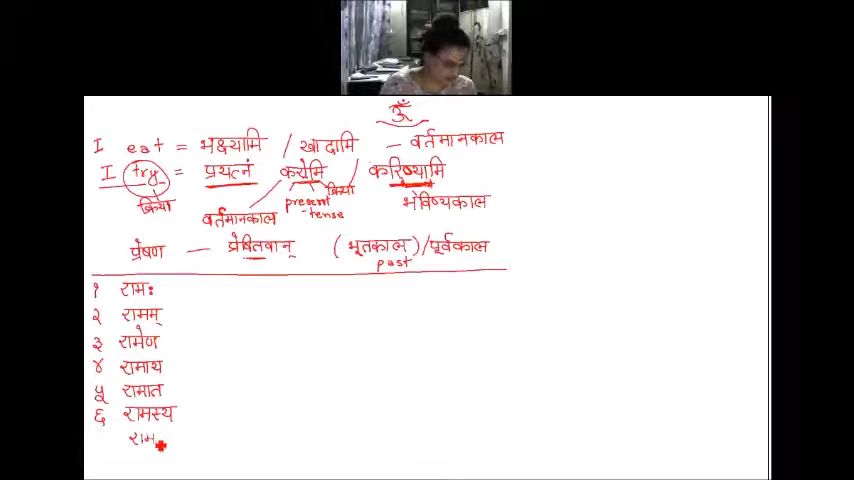 ॐ
I eat = भक्ष्यामि / खादामि – वर्तमानकाल
I try = प्रयत्नं करोमि करिष्यामि
क्रिया वर्तमानकाल present-tense क्रिया भविष्यकाल
प्रेषण – प्रेषितवान् (भूतकाल)/पूर्वकाल
past
१ रामः
२ रामम्
३ रामेण
४ रामाय
५ रामात
६ रामस्य
राम